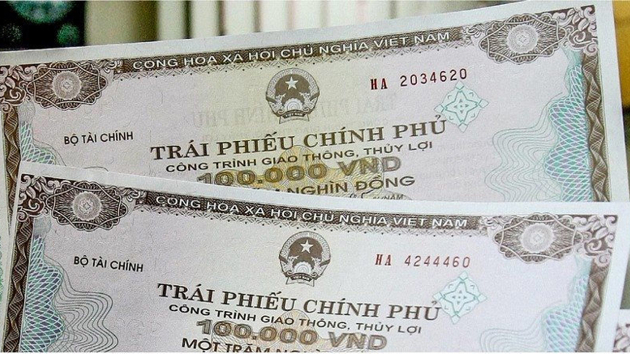 CỘNG HÒA XÃ HỘI CHỦ NGHĨA VIỆT NAM
HA 2034620
BỘ TÀI CHÍNH
TRÁI PHIẾU CHÍNH PHỦ
CÔNG TRÌNH GIAO THÔNG, THỦY LỢI
100.000 VND
NGHÌN ĐỒNG
CỘNG HÒA XÃ HỘI CHỦ NGHĨA VIỆT NAM
HA 4244460
BỘ TÀI CHÍNH
TRÁI PHIẾU CHÍNH PHỦ
CÔNG TRÌNH GIAO THÔNG, THỦY LỢI
100.000 VND
MỘT TRĂM